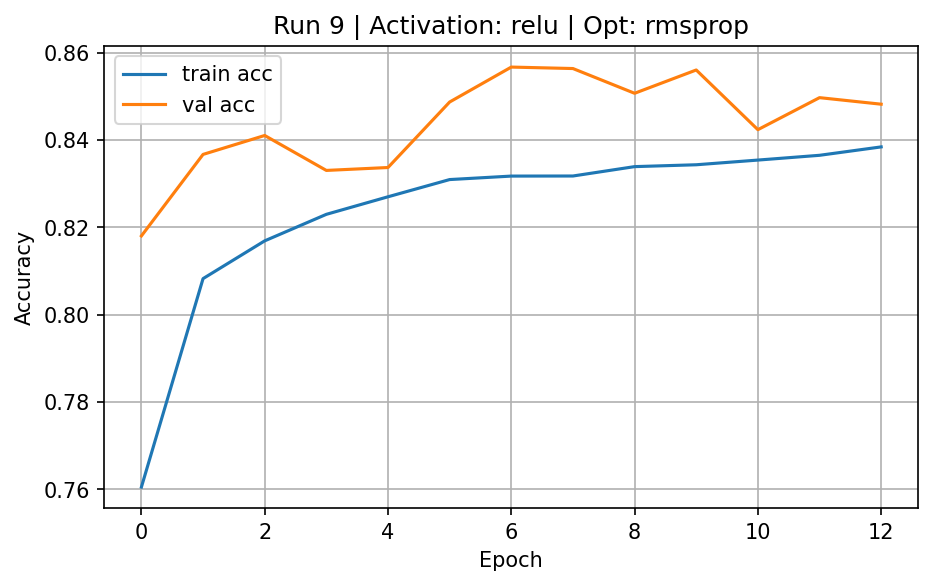 Run 9 | Activation: relu | Opt: rmsprop
train acc
val acc
0.86
0.84
0.82
0.80
0.78
0.76
Accuracy
0 2 4 6 8 10 12
Epoch